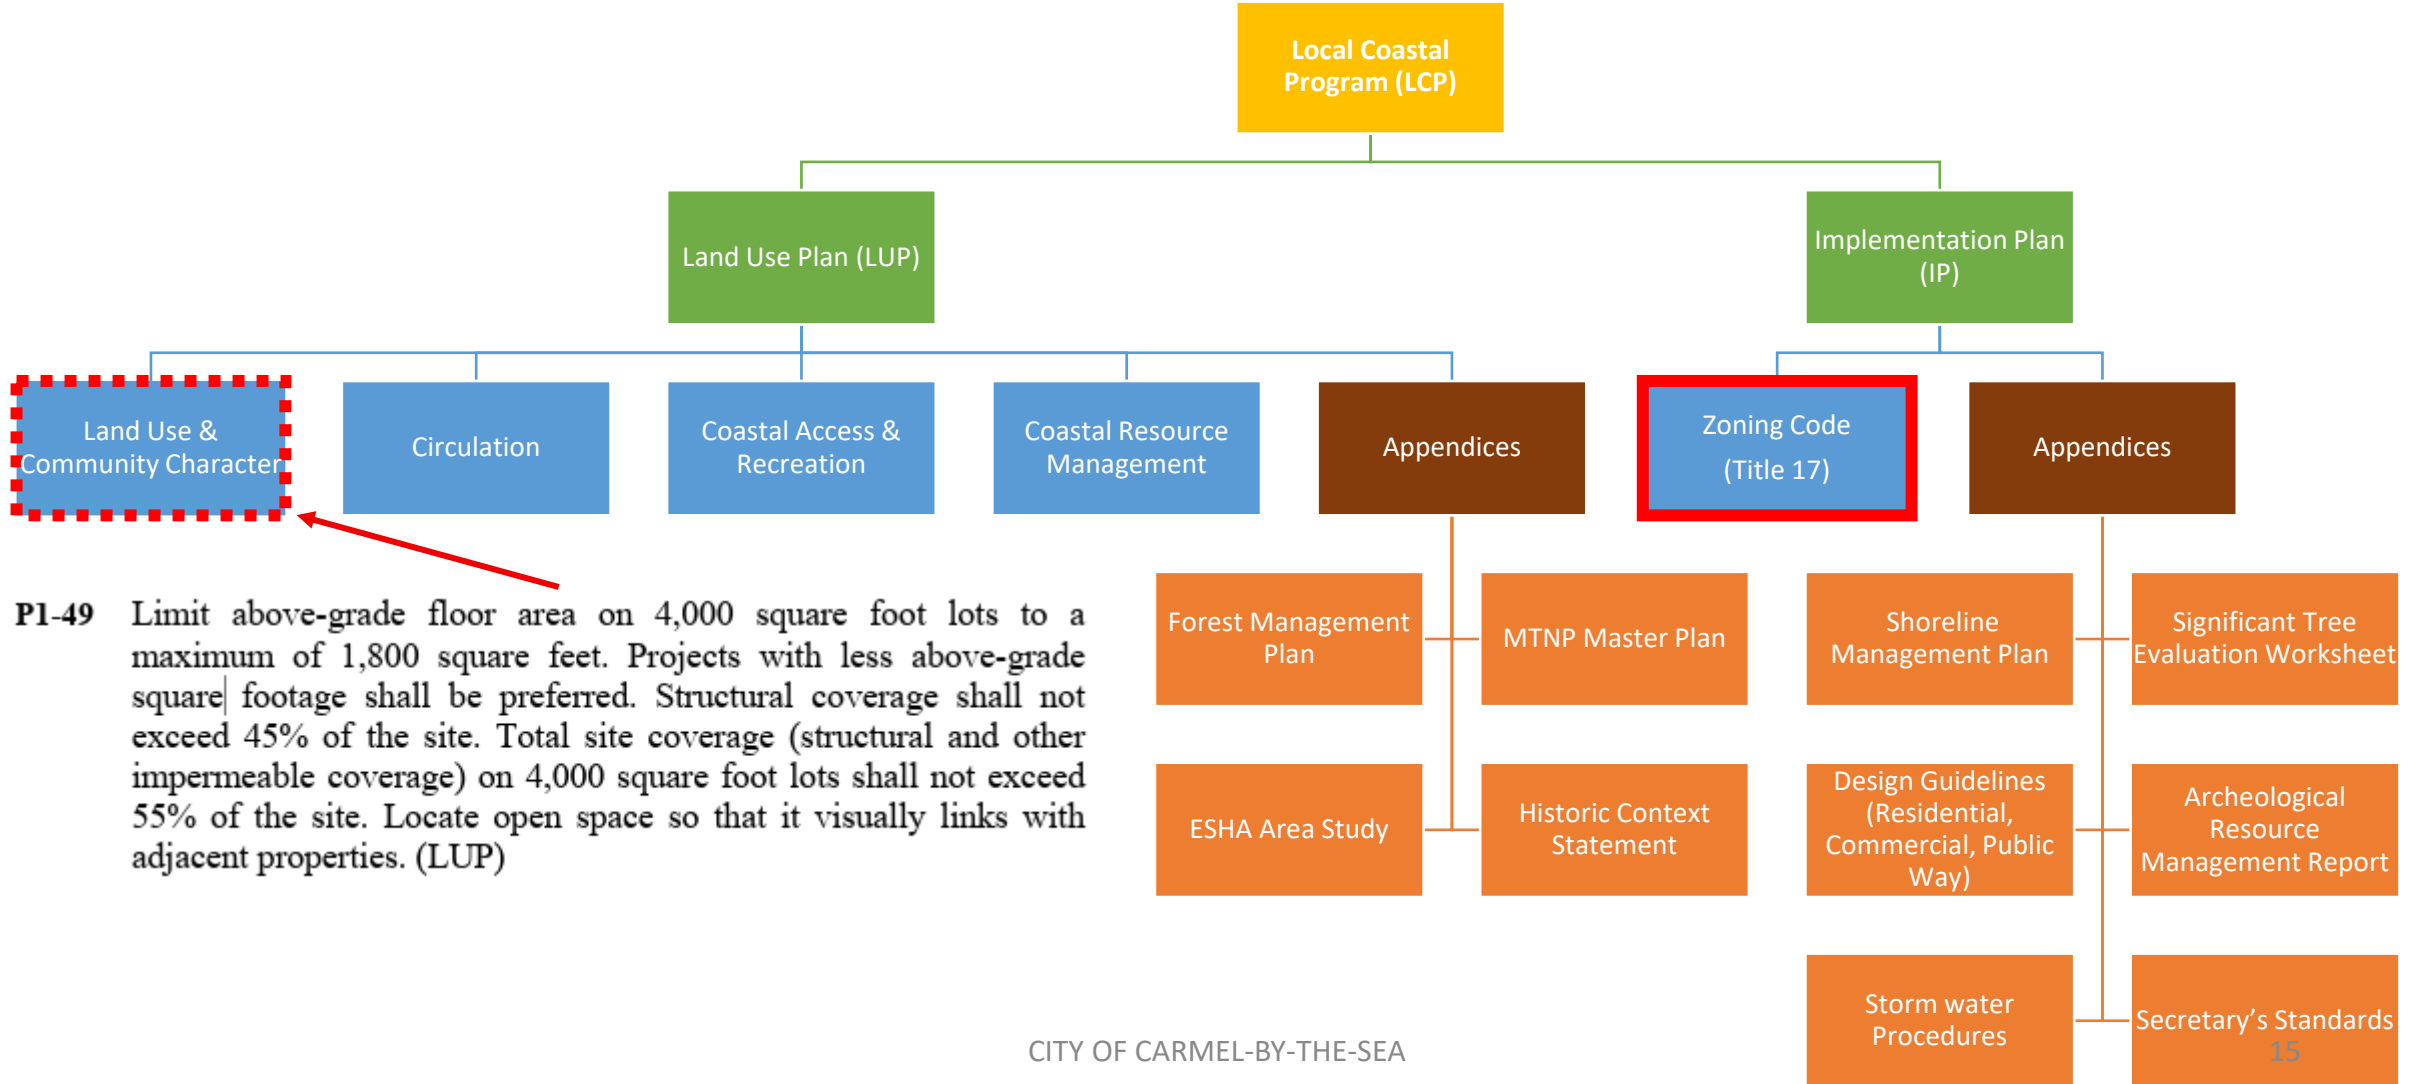 Local Coastal
Program (LCP)
Land Use Plan (LUP)
Implementation Plan
(IP)
Land Use &
Community Character
Circulation
Coastal Access &
Recreation
Coastal Resource
Management
Appendices
Zoning Code
(Title 17)
Appendices
P1-49 Limit above-grade floor area on 4,000 square foot lots to a
maximum of 1,800 square feet. Projects with less above-grade
square footage shall be preferred. Structural coverage shall not
exceed 45% of the site. Total site coverage (structural and other
impermeable coverage) on 4,000 square foot lots shall not exceed
55% of the site. Locate open space so that it visually links with
adjacent properties. (LUP)
Forest Management
Plan
MTNP Master Plan
ESHA Area Study
Historic Context
Statement
Shoreline
Management Plan
Significant Tree
Evaluation Worksheet
Design Guidelines
(Residential,
Commercial, Public
Way)
Archeological
Resource
Management Report
Storm water
Procedures
Secretary's Standards
CITY OF CARMEL-BY-THE-SEA
15